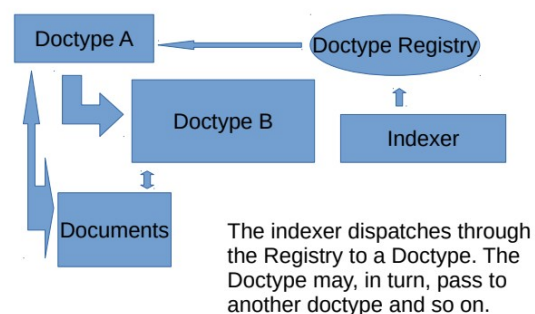 Doctype A
Doctype Registry
Doctype B
Indexer
Documents
The indexer dispatches through
the Registry to a Doctype. The
Doctype may, in turn, pass to
another doctype and so on.